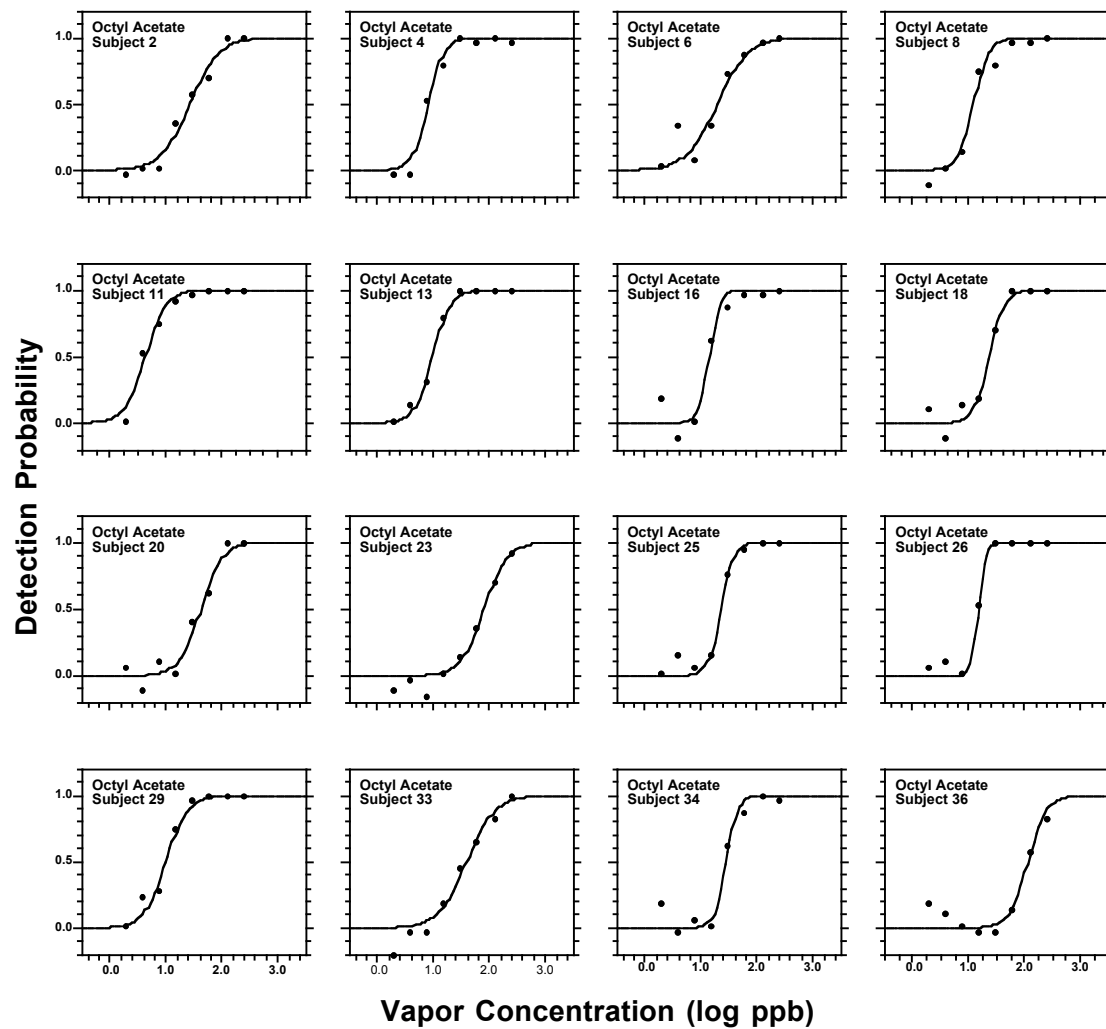 Octyl Acetate
Subject 2
Octyl Acetate
Subject 4
Octyl Acetate
Subject 6
Octyl Acetate
Subject 8
1.0
0.5
0.0
Octyl Acetate
Subject 11
Octyl Acetate
Subject 13
Octyl Acetate
Subject 16
Octyl Acetate
Subject 18
1.0
0.5
0.0
Detection Probability
Octyl Acetate
Subject 20
Octyl Acetate
Subject 23
Octyl Acetate
Subject 25
Octyl Acetate
Subject 26
1.0
0.5
0.0
Octyl Acetate
Subject 29
Octyl Acetate
Subject 33
Octyl Acetate
Subject 34
Octyl Acetate
Subject 36
1.0
0.5
0.0
0.0 1.0 2.0 3.0 0.0 1.0 2.0 3.0 0.0 1.0 2.0 3.0 0.0 1.0 2.0 3.0
Vapor Concentration (log ppb)